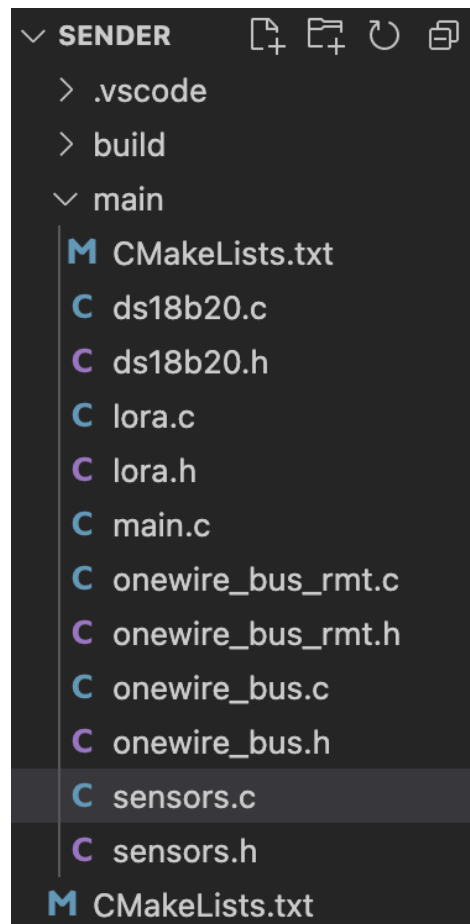 SENDER
.vscode
build
main
M CMakeLists.txt
C ds18b20.c
C ds18b20.h
C lora.c
C lora.h
C main.c
C onewire_bus_rmt.c
C onewire_bus_rmt.h
C onewire_bus.c
C onewire_bus.h
C sensors.c
C sensors.h
M CMakeLists.txt